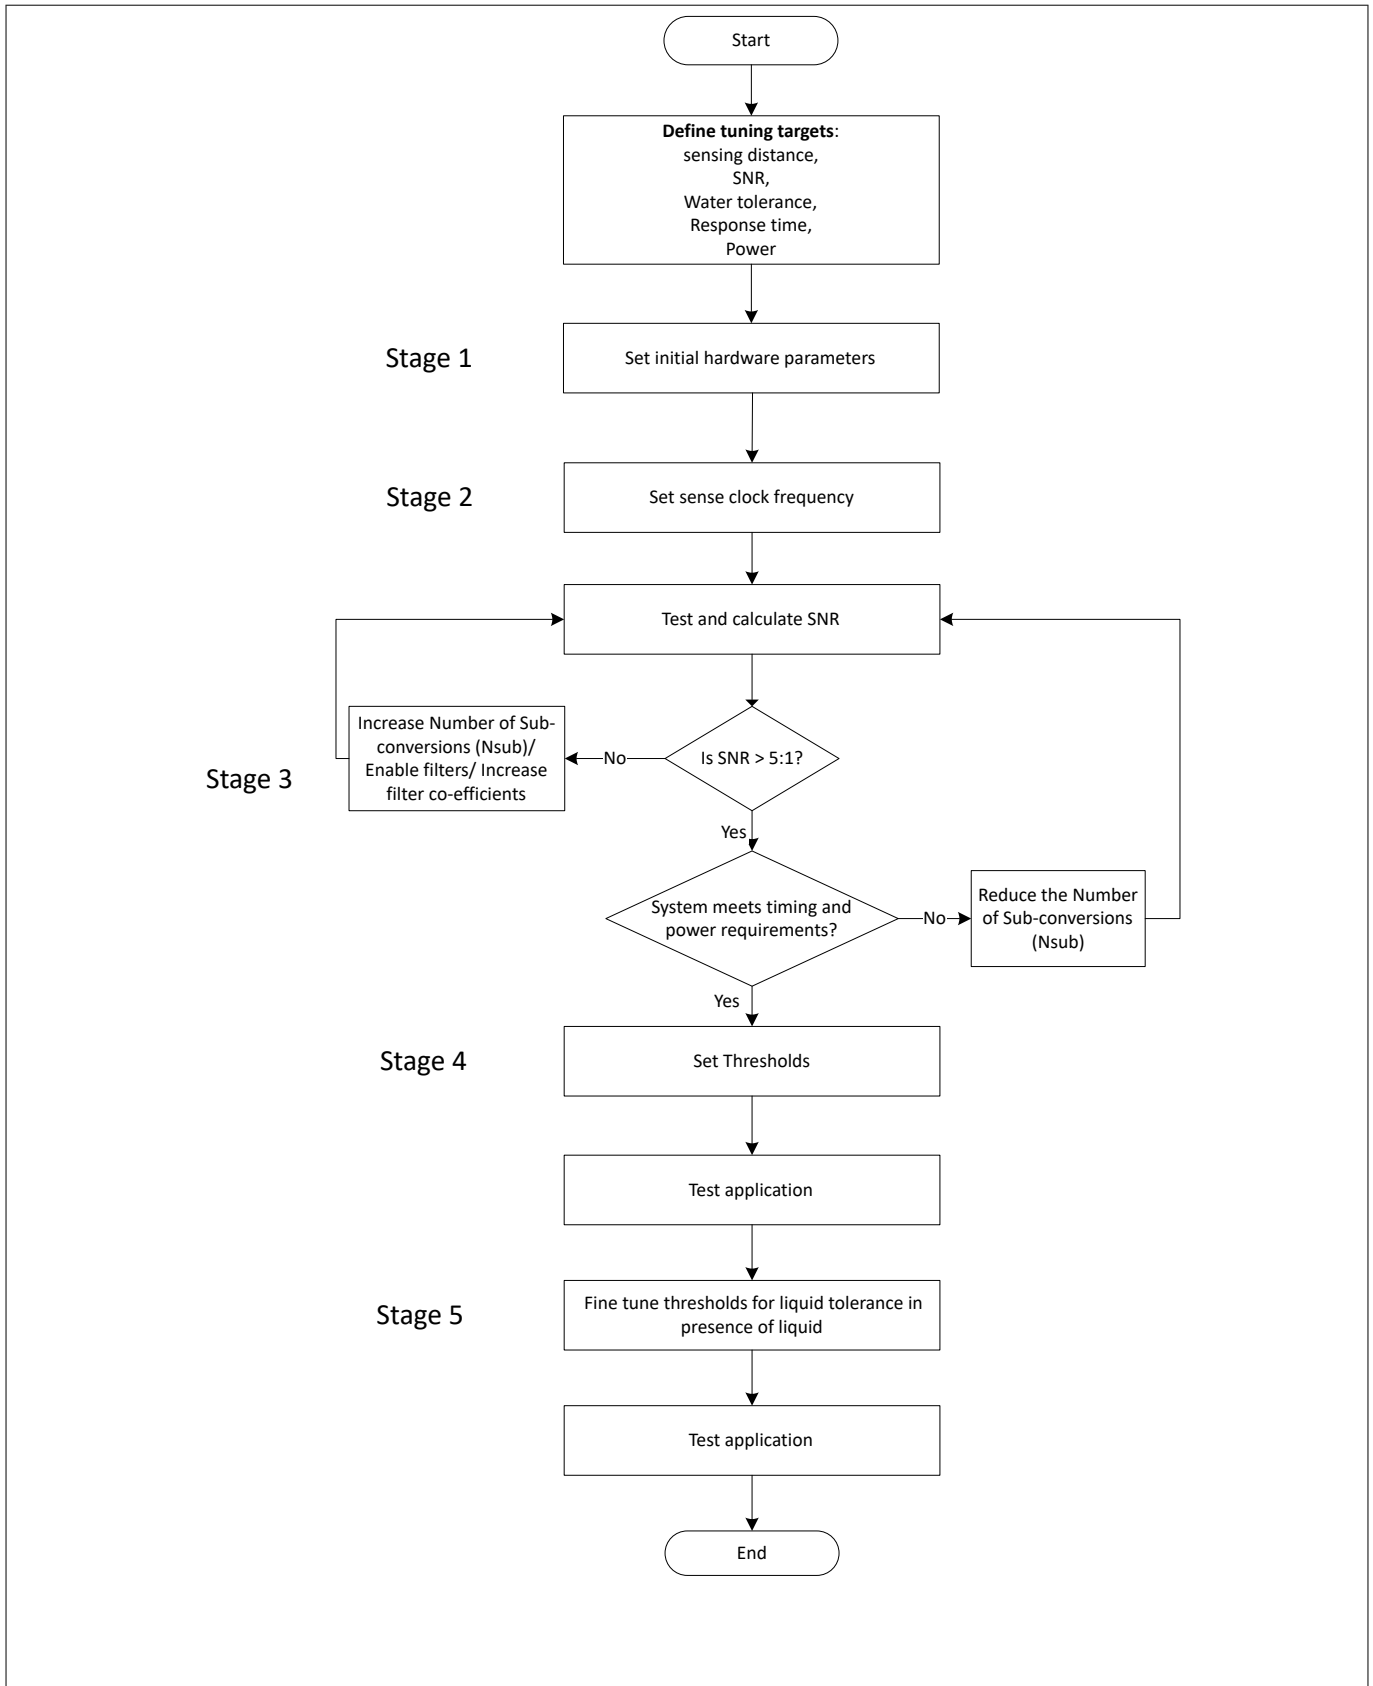 Start
Define tuning targets:
sensing distance,
SNR,
Water tolerance,
Response time,
Power
Stage 1
Set initial hardware parameters
Stage 2
Set sense clock frequency
Test and calculate SNR
Stage 3
Increase Number of Sub-
conversions (Nsub)/
Enable filters/ Increase
filter co-efficients
No
Is SNR > 5:1?
Yes
System meets timing and
power requirements?
No
Reduce the Number
of Sub-conversions
(Nsub)
Yes
Stage 4
Set Thresholds
Test application
Stage 5
Fine tune thresholds for liquid tolerance in
presence of liquid
Test application
End